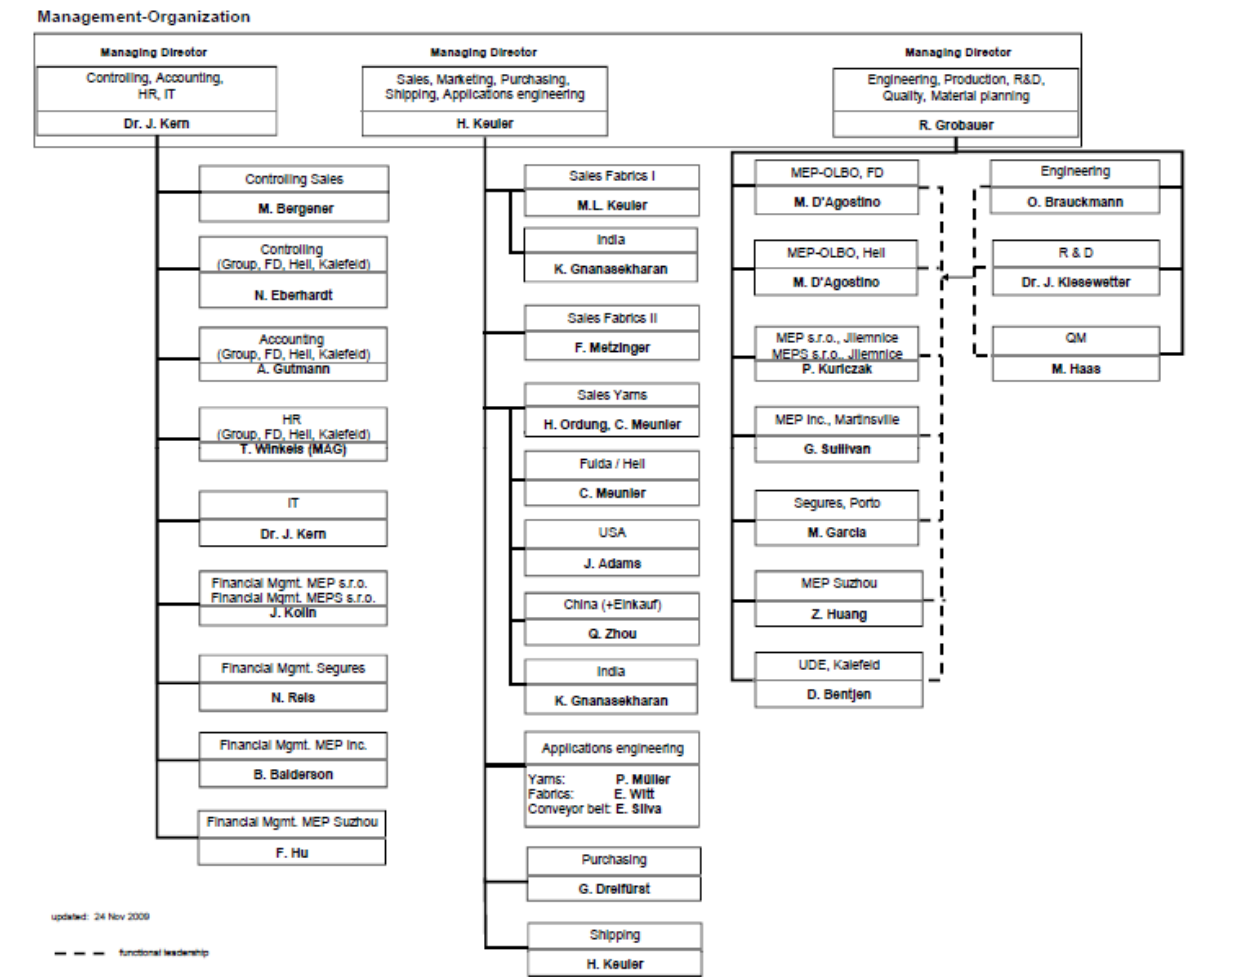 Management-Organization
Managing Director
Controlling, Accounting,
HR, IT
Dr. J. Kern
Managing Director
Sales, Marketing, Purchasing,
Shipping, Applications engineering
H. Keuler
Managing Director
Engineering, Production, R&D,
Quality, Material planning
R. Grobauer
Controlling Sales
M. Bergener
Controlling
(Group, FD, Hell, Kalefeld)
N. Eberhardt
Accounting
(Group, FD, Hell, Kalefeld)
A. Gutmann
HR
(Group, FD, Hell, Kalefeld)
T. Winkels (MAG)
IT
Dr. J. Kern
Financial Mgmt. MEP s.r.o.
Financial Mgmt. MEPS s.r.o.
J. Kolin
Financial Mgmt. Segures
N. Reis
Financial Mgmt. MEP Inc.
B. Balderson
Financial Mgmt. MEP Suzhou
F. Hu
Sales Fabrics I
M.L. Keuler
India
K. Gnanasekharan
Sales Fabrics II
F. Metzinger
Sales Yarns
H. Ordung, C. Meunier
Fulda / Hell
C. Meunier
USA
J. Adams
China (+Einkauf)
Q. Zhou
India
K. Gnanasekharan
Applications engineering
Yarns: P. Müller
Fabrics: E. Witt
Conveyor belt: E. Silva
Purchasing
G. Dreifürst
Shipping
H. Keuler
MEP-OLBO, FD
M. D'Agostino
MEP-OLBO, Hell
M. D'Agostino
MEP s.r.o., Jilemnice
MEPS s.r.o., Jilemnice
P. Kuriczak
MEP Inc., Martinsville
G. Sullivan
Segures, Porto
M. Garcia
MEP Suzhou
Z. Huang
UDE, Kalefeld
D. Bentjen
Engineering
O. Brauckmann
R & D
Dr. J. Kiesewetter
QM
M. Haas
updated: 24 Nov 2009
functional leadership